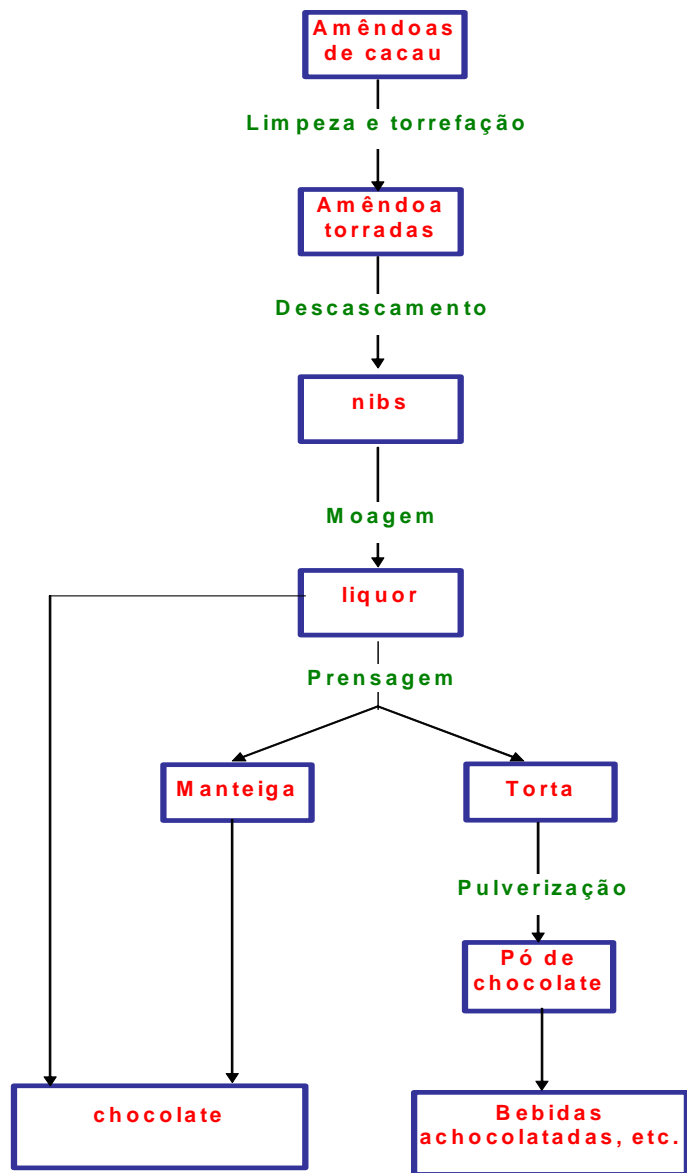 Amêndoas
de cacau
Limpeza e torrefação
Amêndoa
torradas
Descascamento
nibs
Moagem
liquor
Prensagem
Manteiga
Torta
Pulverização
Pó de
chocolate
chocolate
Bebidas
achocolatadas, etc.